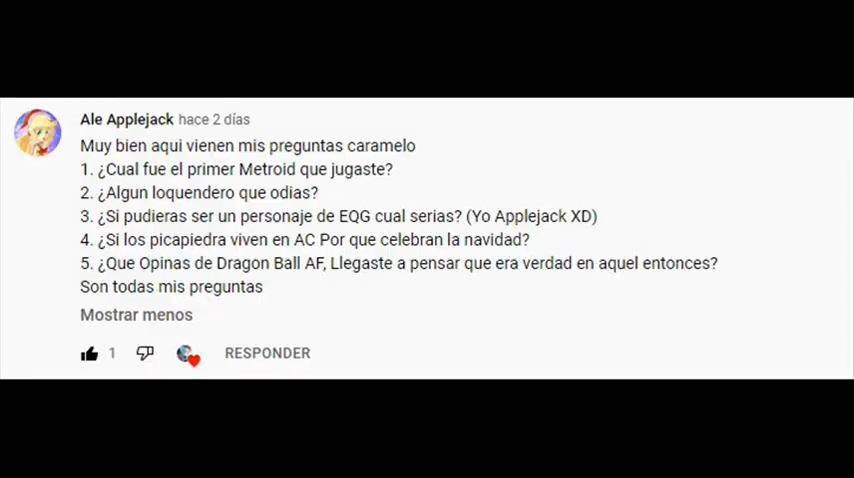 Ale Applejack hace 2 días
Muy bien aqui vienen mis preguntas caramelo
1. ¿Cual fue el primer Metroid que jugaste?
2. ¿Algun loquendero que odias?
3. ¿Si pudieras ser un personaje de EQG cual serias? (Yo Applejack XD)
4. ¿Si los picapiedra viven en AC Por que celebran la navidad?
5. ¿Que Opinas de Dragon Ball AF, Llegaste a pensar que era verdad en aquel entonces?
Son todas mis preguntas
Mostrar menos
1 RESPONDER